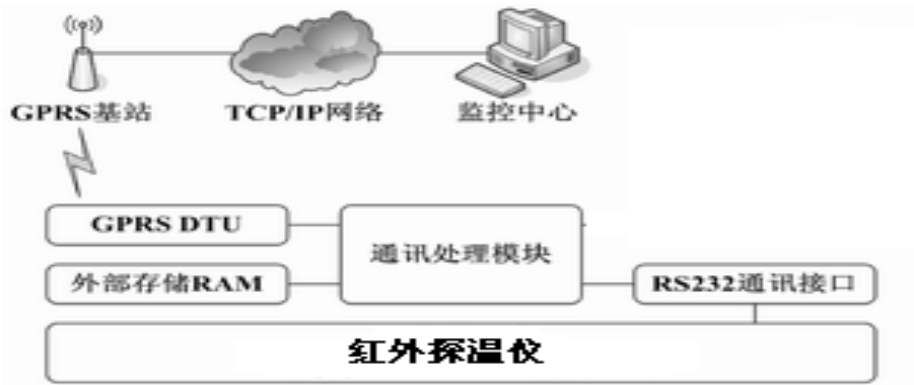 GPRS基站 TCP/IP网络 监控中心
GPRS DTU
通讯处理模块
外部存储RAM RS232通讯接口
红外探温仪